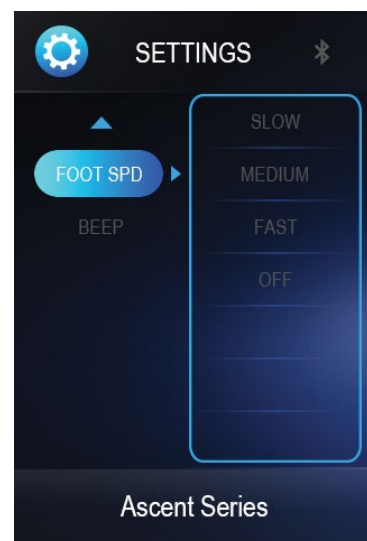 SETTINGS
SLOW
FOOT SPD
MEDIUM
BEEP
FAST
OFF
Ascent Series